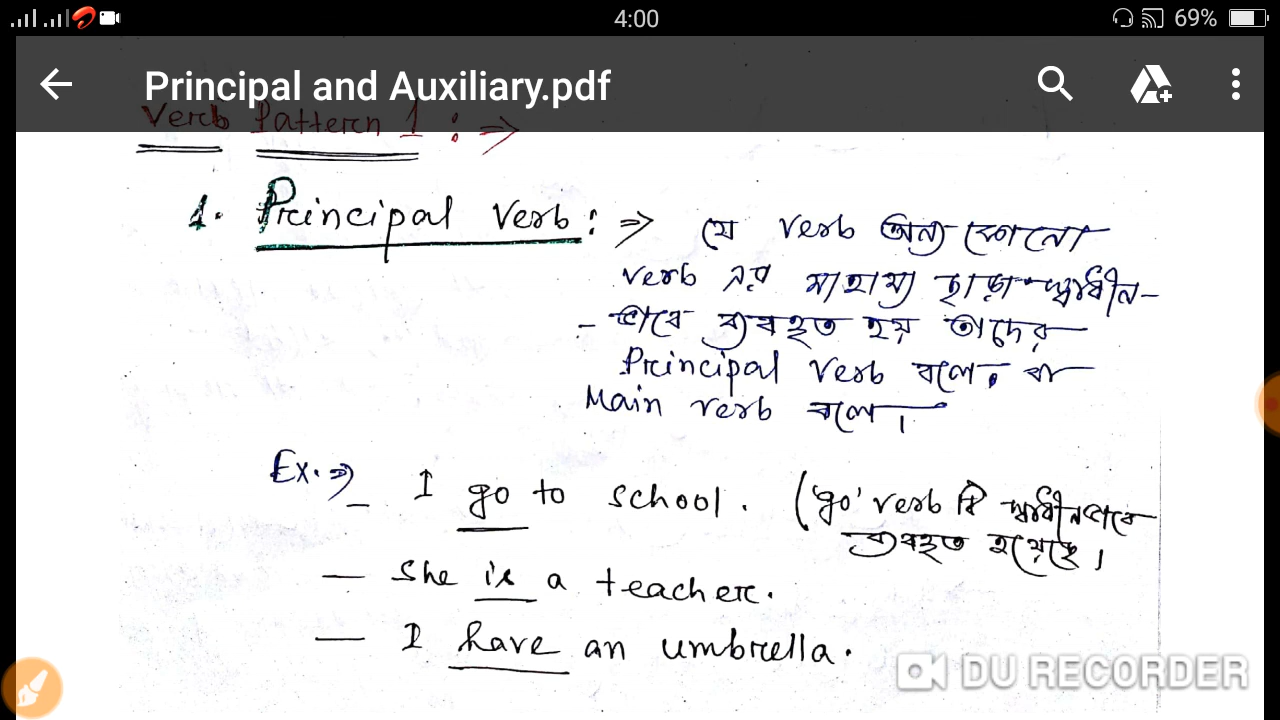 4:00
69%
Principal and Auxiliary.pdf
Verb Pattern 1 : ⇒
1. Principal Verb : ⇒ যে verb অন্য কোনো
verb এর সাহায্য ছাড়া স্বাধীন-
- ভাবে ব্যবহৃত হয় তাদের
Principal verb বলে। বা
Main verb বলে।
Ex. ⇒ – I go to school. ('go' verb টি স্বাধীনভাবে
ব্যবহৃত হয়েছে।
— She is a teacher.
— I have an umbrella.
DU RECORDER